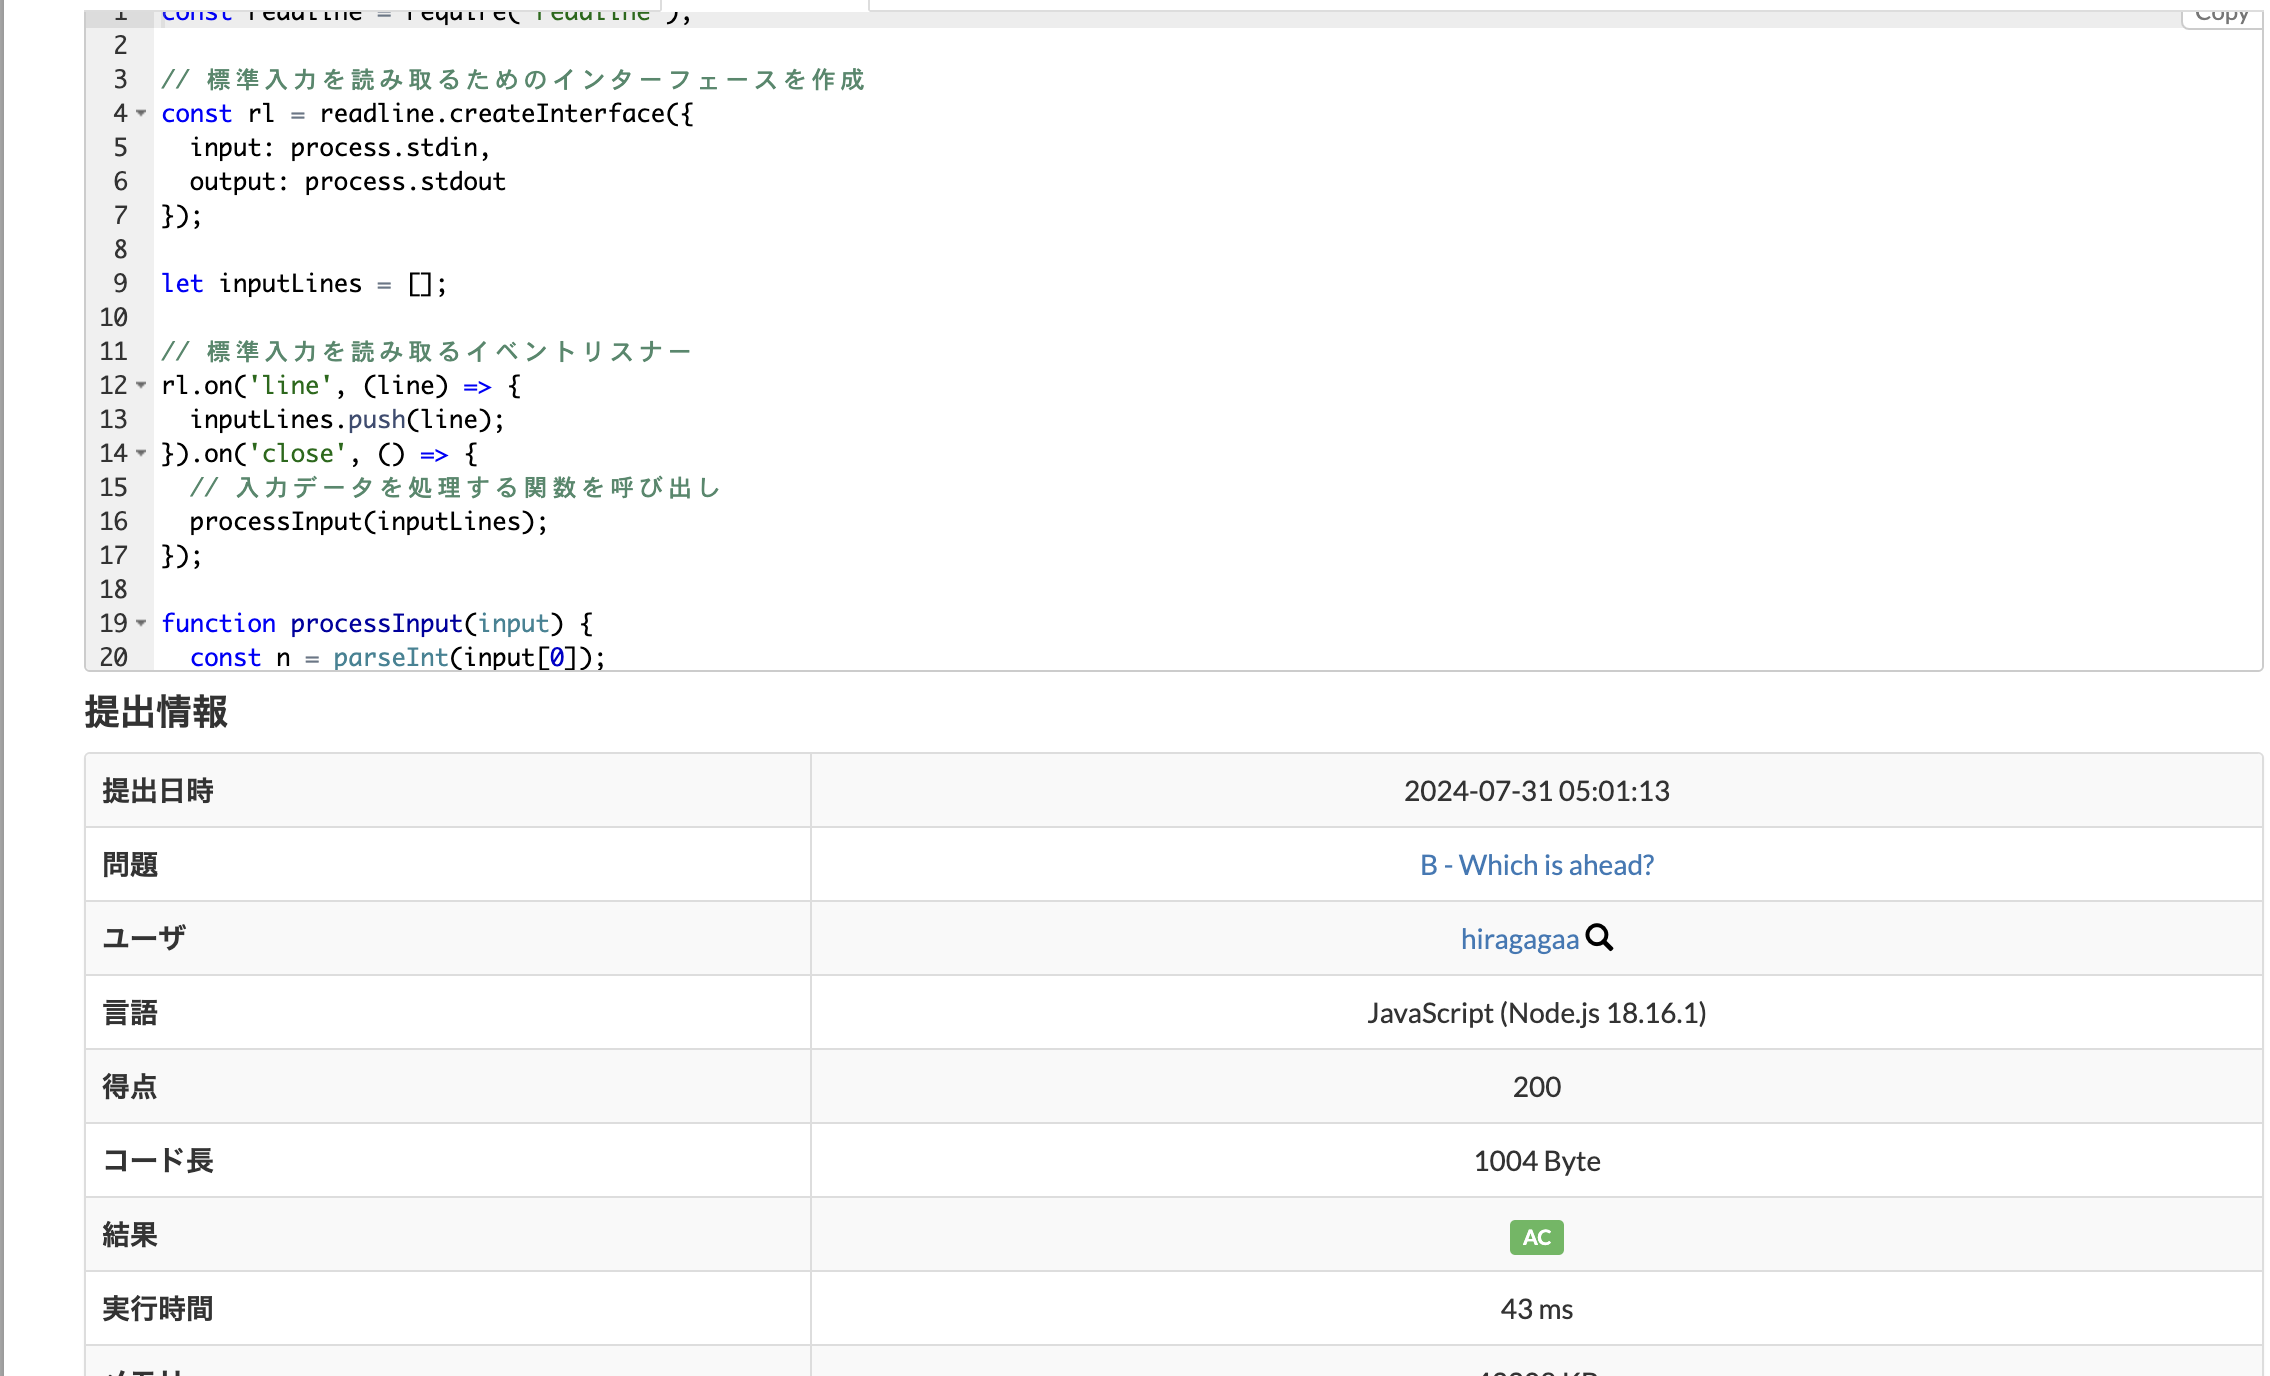 1 const readline = require('readline');
2
3 // 標準入力を読み取るためのインターフェースを作成
4 const rl = readline.createInterface({
5 input: process.stdin,
6 output: process.stdout
7 });
8
9 let inputLines = [];
10
11 // 標準入力を読み取るイベントリスナー
12 rl.on('line', (line) => {
13 inputLines.push(line);
14 }).on('close', () => {
15 // 入力データを処理する関数を呼び出し
16 processInput(inputLines);
17 });
18
19 function processInput(input) {
20 const n = parseInt(input[0]);
Copy
提出情報
提出日時 2024-07-31 05:01:13
問題 B - Which is ahead?
ユーザ hiragagaa
言語 JavaScript (Node.js 18.16.1)
得点 200
コード長 1004 Byte
結果 AC
実行時間 43 ms
メモリ